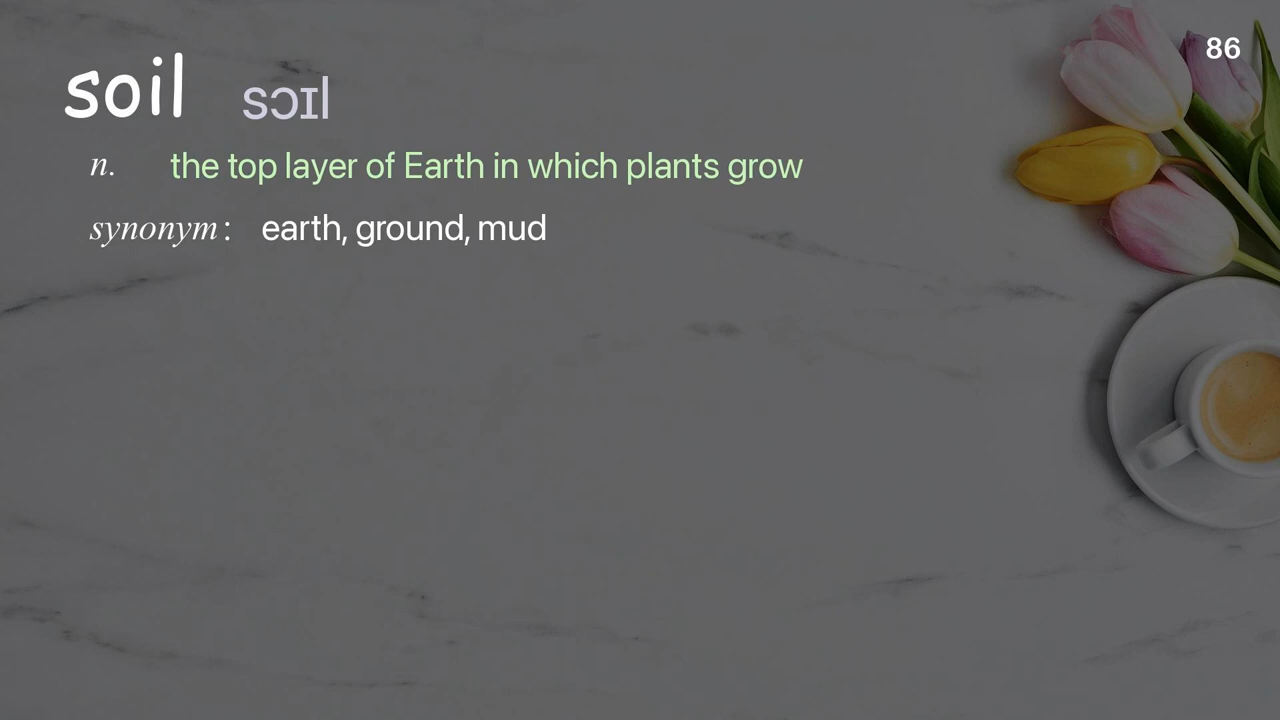 86
soil sɔɪl
n. the top layer of Earth in which plants grow
synonym: earth, ground, mud